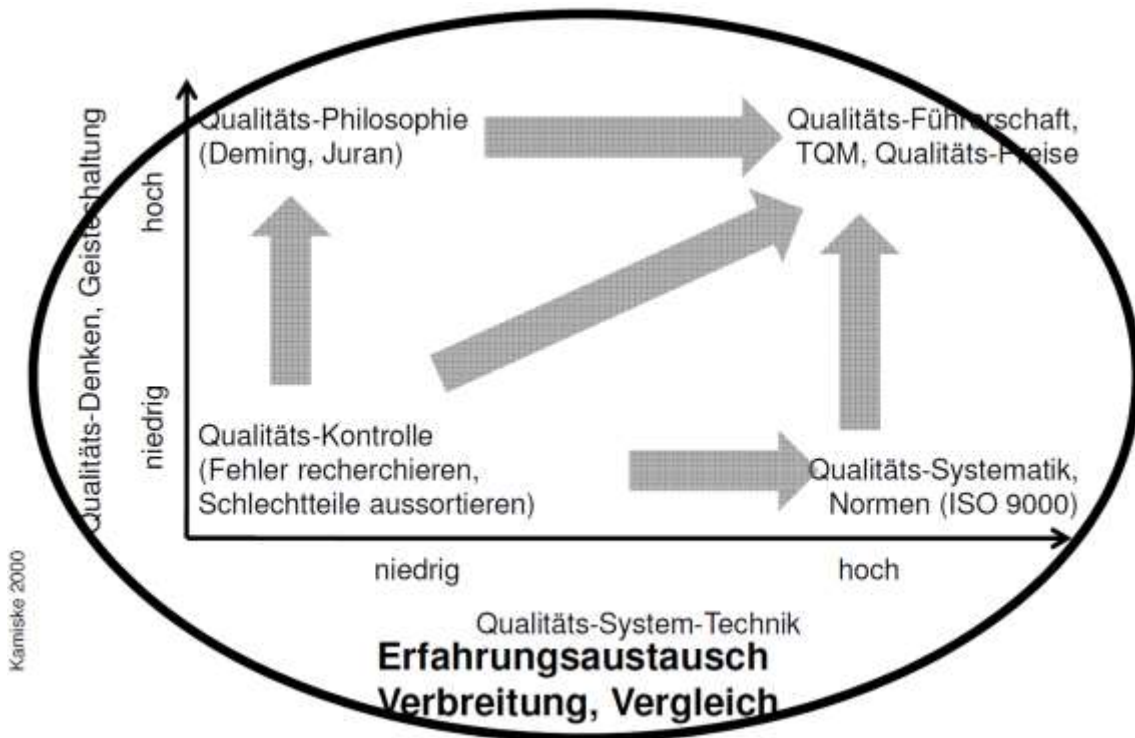 Qualitäts-Philosophie
(Deming, Juran)
Qualitäts-Führerschaft,
TQM, Qualitäts-Preise
Qualitäts-Denken, Geisteshaltung
hoch
niedrig
Qualitäts-Kontrolle
(Fehler recherchieren,
Schlechtteile aussortieren)
Qualitäts-Systematik,
Normen (ISO 9000)
niedrig
hoch
Qualitäts-System-Technik
Erfahrungsaustausch
Verbreitung, Vergleich
Kamiske 2000